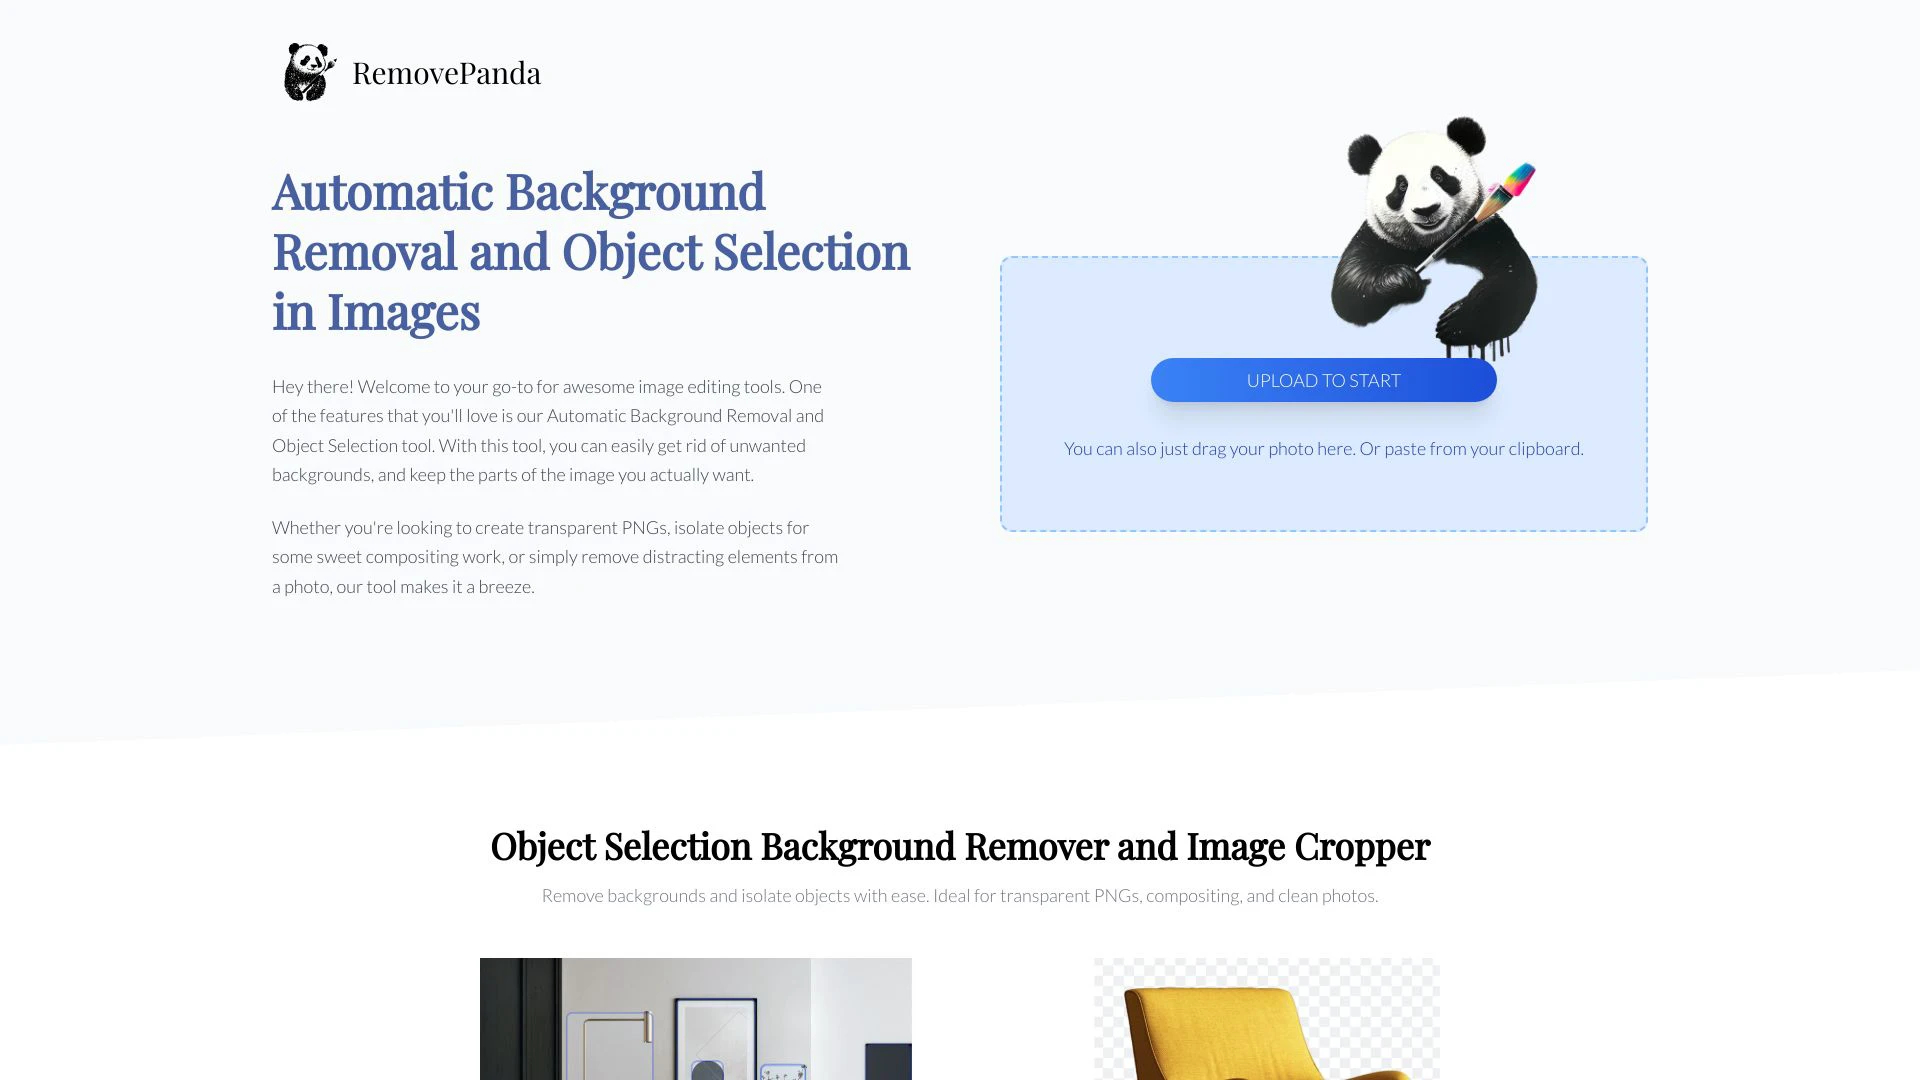 RemovePanda
Automatic Background
Removal and Object Selection
in Images
Hey there! Welcome to your go-to for awesome image editing tools. One
of the features that you'll love is our Automatic Background Removal and
Object Selection tool. With this tool, you can easily get rid of unwanted
backgrounds, and keep the parts of the image you actually want.
Whether you're looking to create transparent PNGs, isolate objects for
some sweet compositing work, or simply remove distracting elements from
a photo, our tool makes it a breeze.
UPLOAD TO START
You can also just drag your photo here. Or paste from your clipboard.
Object Selection Background Remover and Image Cropper
Remove backgrounds and isolate objects with ease. Ideal for transparent PNGs, compositing, and clean photos.